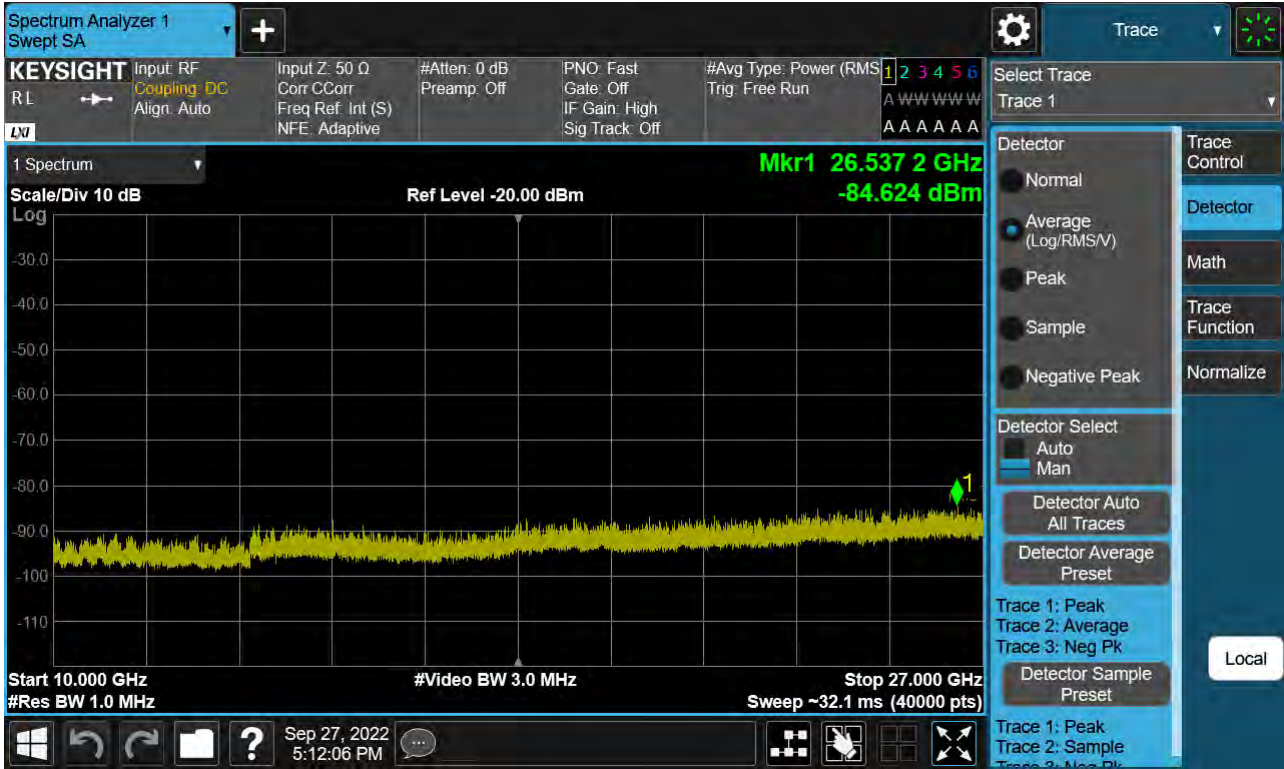 Spectrum Analyzer 1
Swept SA
+
Trace
KEYSIGHT
R L
LXI
Input: RF
Coupling: DC
Align: Auto
Input Z: 50 Ω
Corr CCorr
Freq Ref: Int (S)
NFE: Adaptive
#Atten: 0 dB
Preamp: Off
PNO: Fast
Gate: Off
IF Gain: High
Sig Track: Off
#Avg Type: Power (RMS
Trig: Free Run
1 2 3 4 5 6
A W W W W W
A A A A A A
Select Trace
Trace 1
1 Spectrum
Scale/Div 10 dB
Ref Level -20.00 dBm
Mkr1 26.537 2 GHz
-84.624 dBm
Log
-30.0
-40.0
-50.0
-60.0
-70.0
-80.0
-90.0
-100
-110
1
Start 10.000 GHz
#Res BW 1.0 MHz
#Video BW 3.0 MHz
Stop 27.000 GHz
Sweep ~32.1 ms (40000 pts)
Detector
Normal
Average
(Log/RMS/V)
Peak
Sample
Negative Peak
Detector Select
Auto
Man
Detector Auto
All Traces
Detector Average
Preset
Trace 1: Peak
Trace 2: Average
Trace 3: Neg Pk
Detector Sample
Preset
Trace 1: Peak
Trace 2: Sample
Trace 3: Neg Pk
Trace
Control
Detector
Math
Trace
Function
Normalize
Local
?
Sep 27, 2022
5:12:06 PM